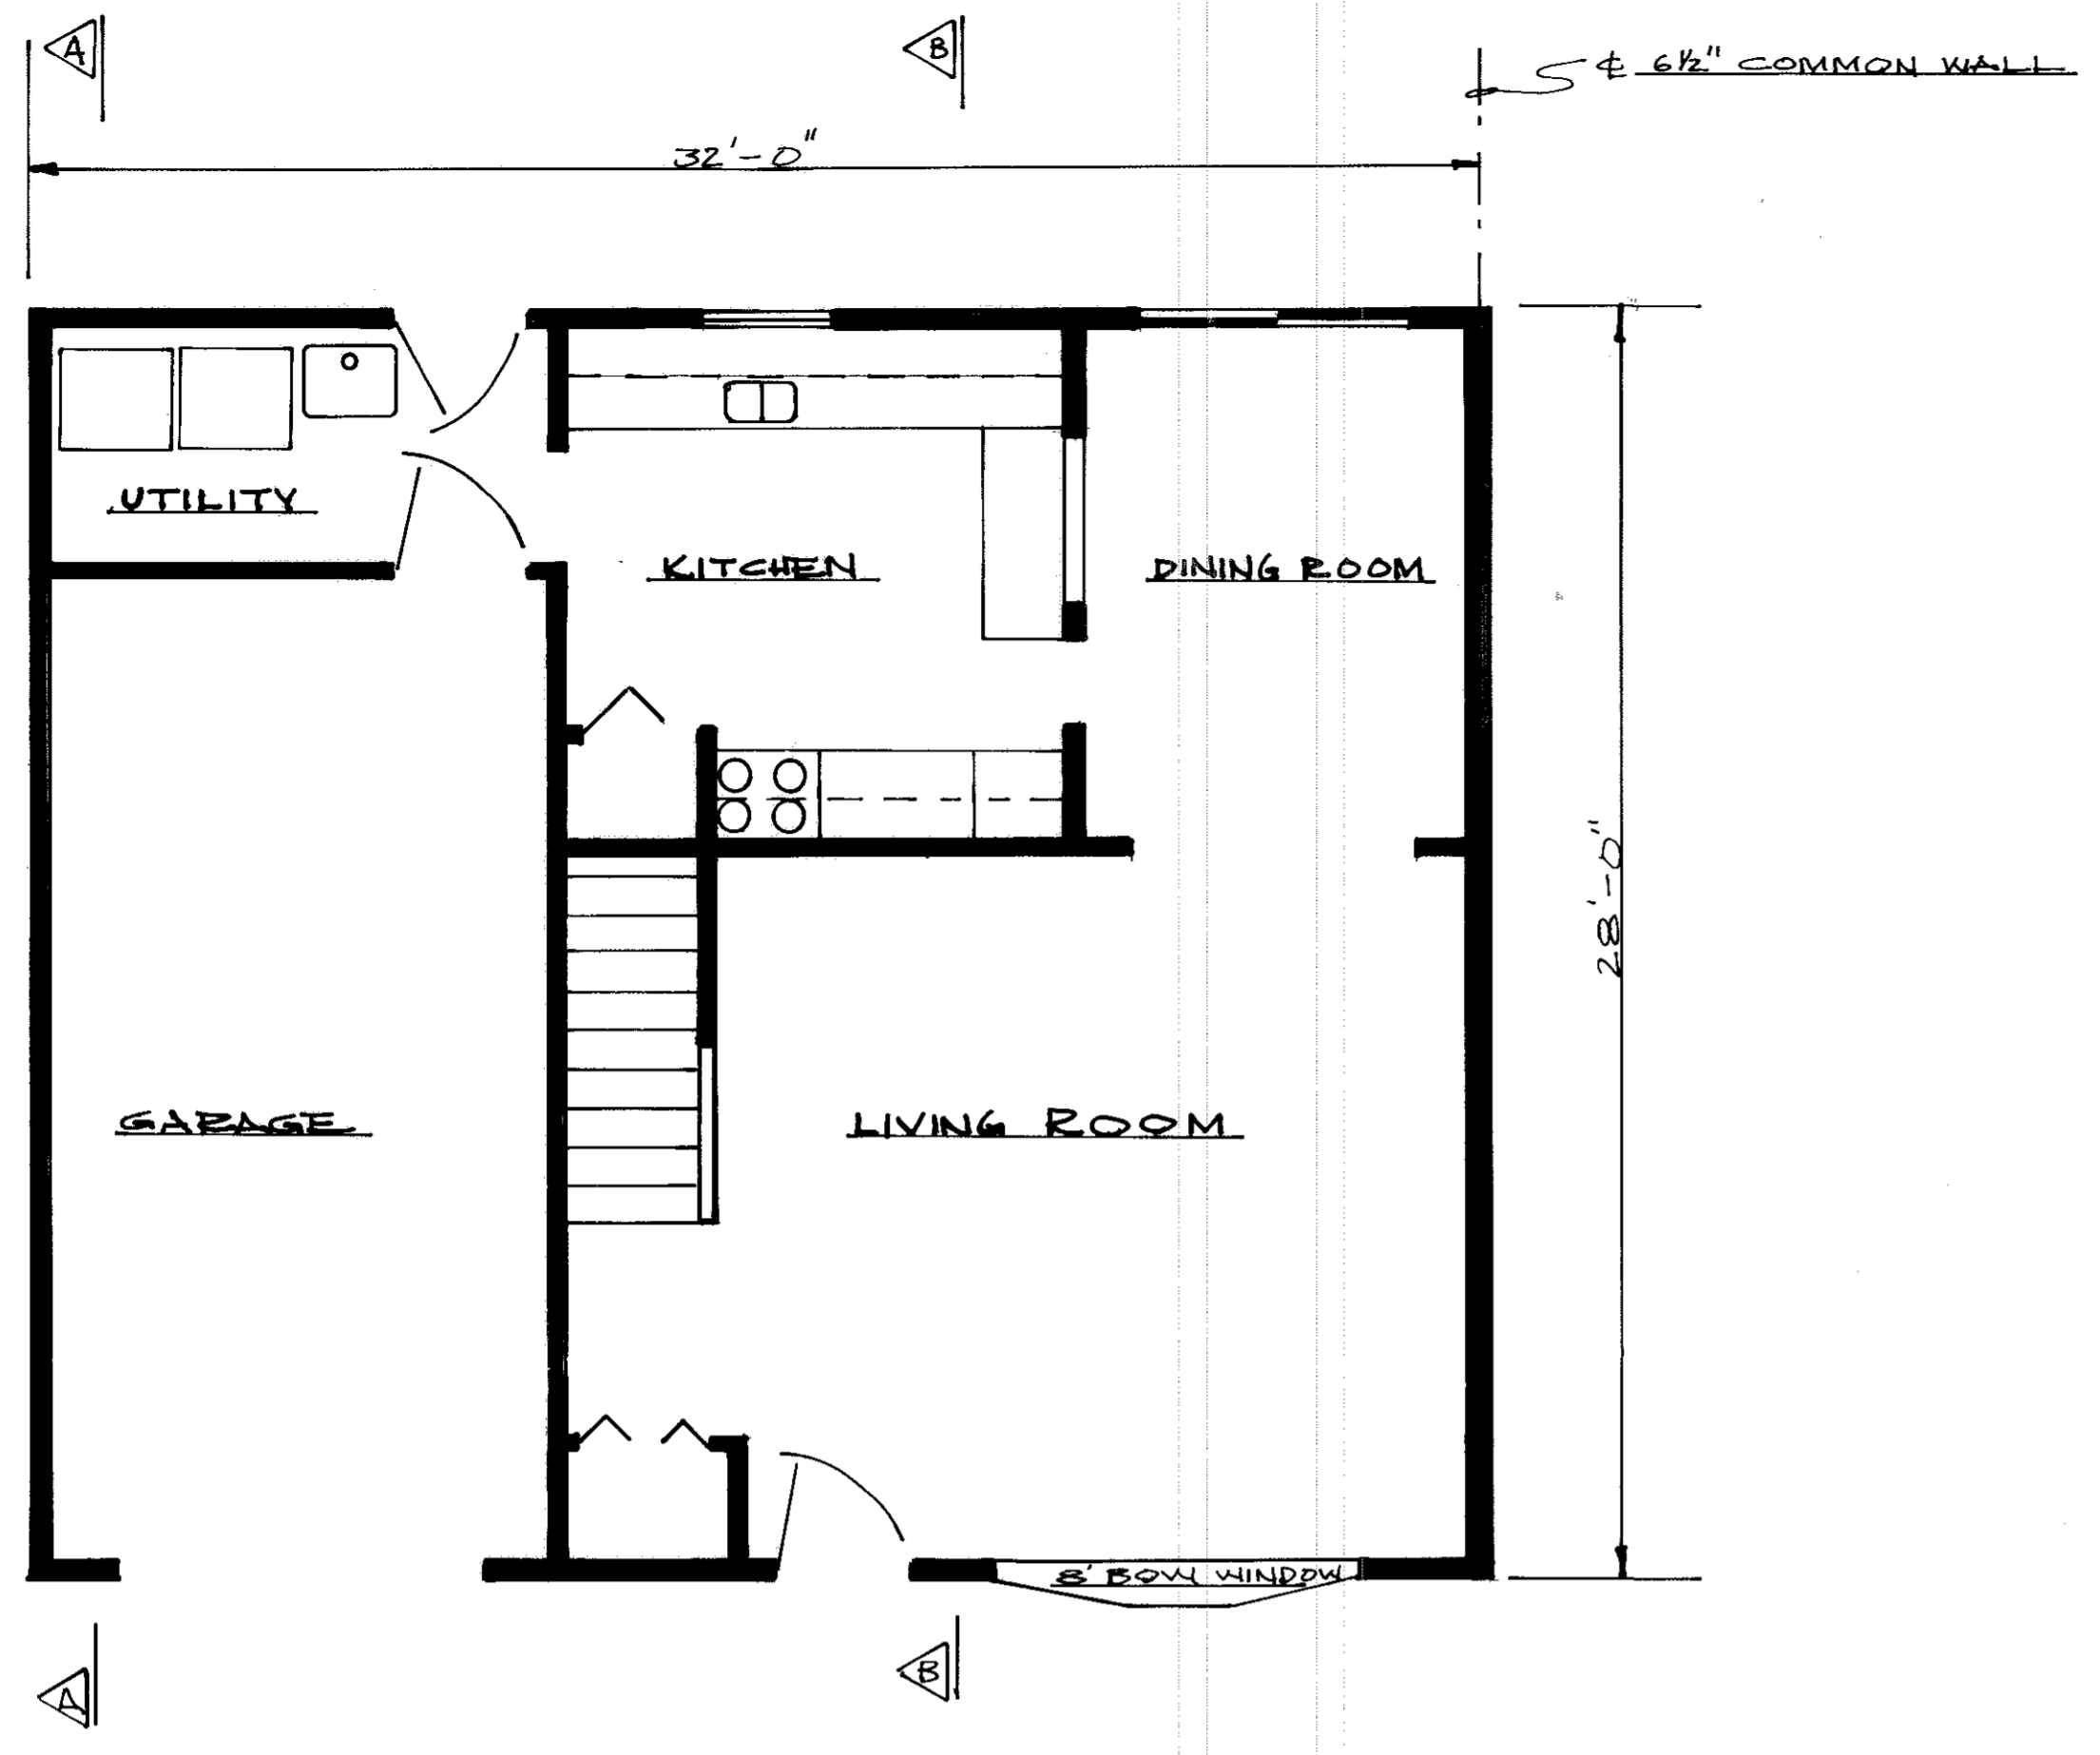 A
B
℄ 6½" COMMON WALL
32'-0"
UTILITY
KITCHEN
DINING ROOM
28'-0"
GARAGE
LIVING ROOM
8' BOW WINDOW
B
A